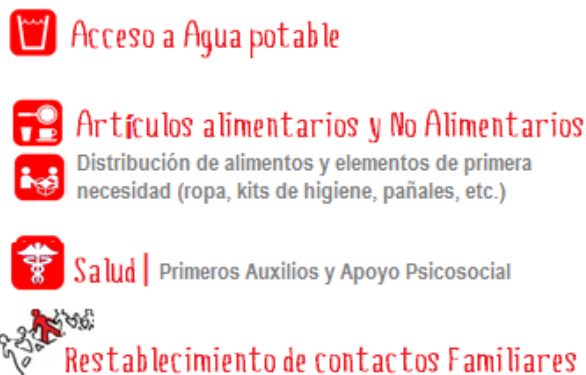 Acceso a Agua potable
Artículos alimentarios y No Alimentarios
Distribución de alimentos y elementos de primera
necesidad (ropa, kits de higiene, pañales, etc.)
Salud | Primeros Auxilios y Apoyo Psicosocial
Restablecimiento de contactos Familiares